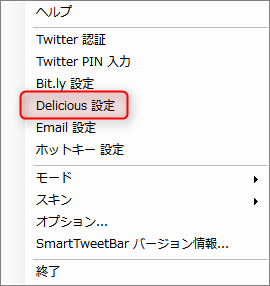 ヘルプ
Twitter 認証
Twitter PIN 入力
Bit.ly 設定
Delicious 設定
Email 設定
ホットキー 設定
モード
スキン
オプション...
SmartTweetBar バージョン情報...
終了